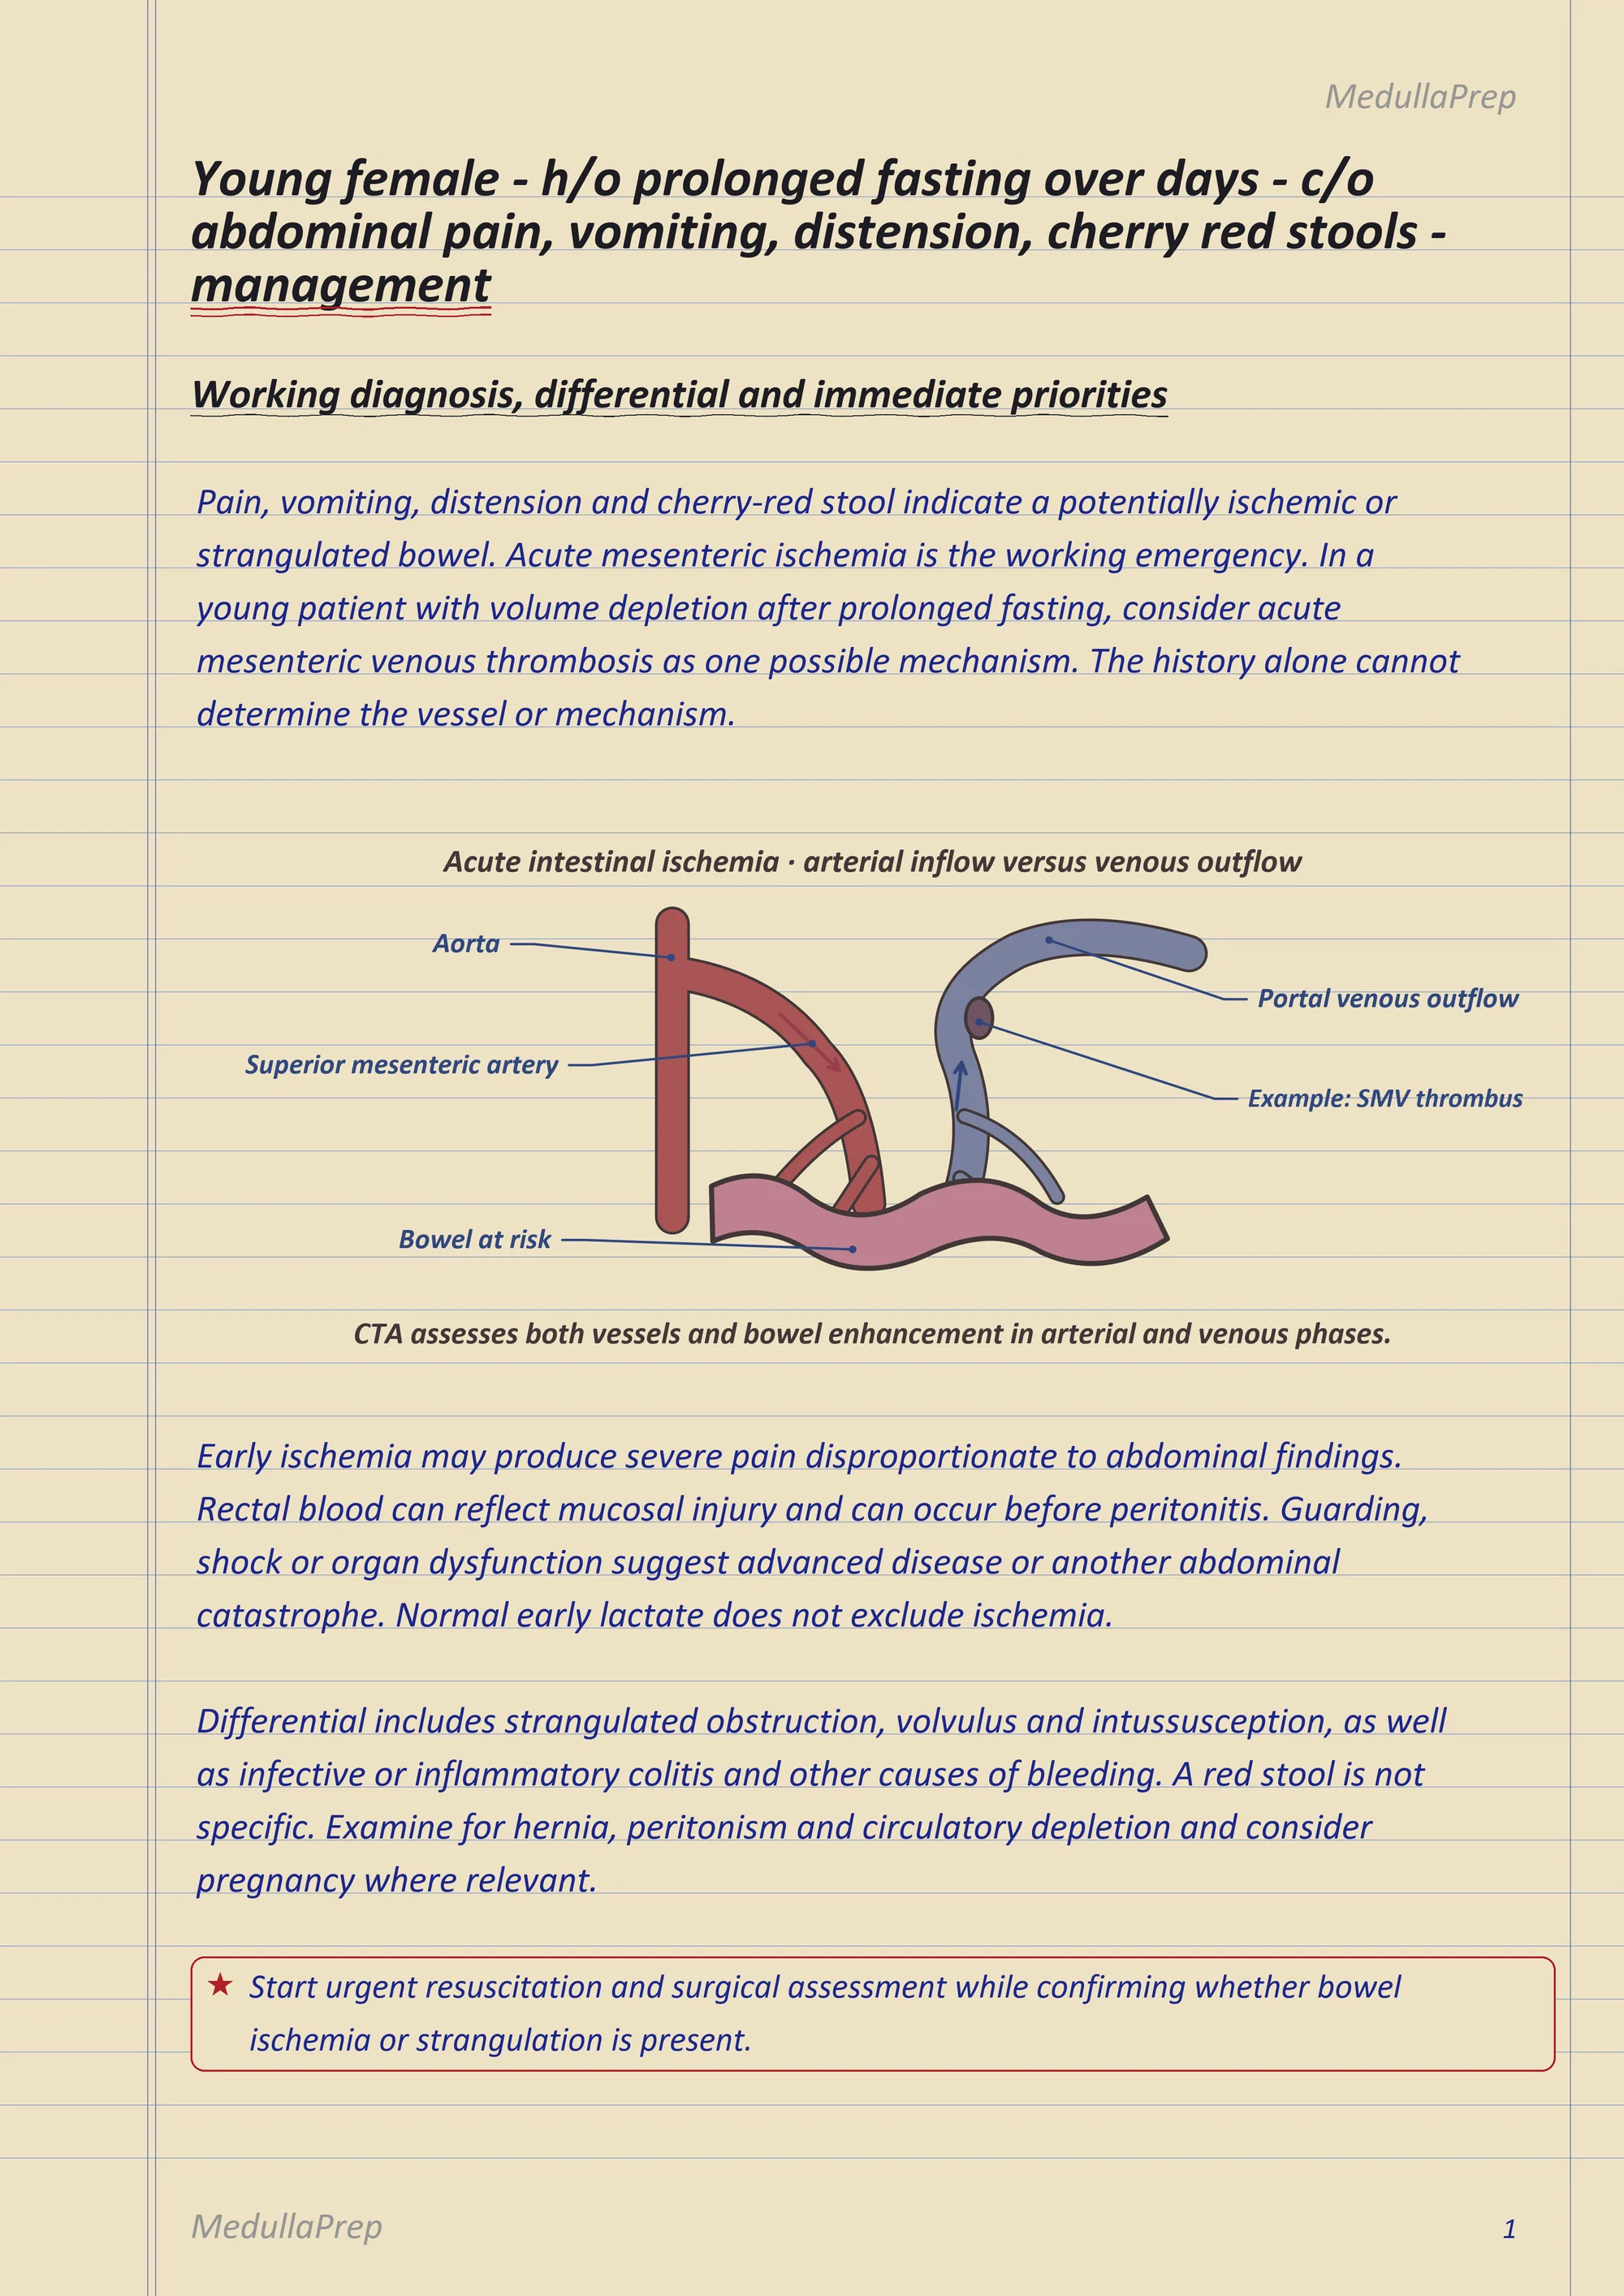 MedullaPrep
Young female - h/o prolonged fasting over days - c/o
abdominal pain, vomiting, distension, cherry red stools -
management
Working diagnosis, differential and immediate priorities
Pain, vomiting, distension and cherry-red stool indicate a potentially ischemic or
strangulated bowel. Acute mesenteric ischemia is the working emergency. In a
young patient with volume depletion after prolonged fasting, consider acute
mesenteric venous thrombosis as one possible mechanism. The history alone cannot
determine the vessel or mechanism.
Acute intestinal ischemia · arterial inflow versus venous outflow
Aorta
Portal venous outflow
Superior mesenteric artery
Example: SMV thrombus
Bowel at risk
CTA assesses both vessels and bowel enhancement in arterial and venous phases.
Early ischemia may produce severe pain disproportionate to abdominal findings.
Rectal blood can reflect mucosal injury and can occur before peritonitis. Guarding,
shock or organ dysfunction suggest advanced disease or another abdominal
catastrophe. Normal early lactate does not exclude ischemia.
Differential includes strangulated obstruction, volvulus and intussusception, as well
as infective or inflammatory colitis and other causes of bleeding. A red stool is not
specific. Examine for hernia, peritonism and circulatory depletion and consider
pregnancy where relevant.
★ Start urgent resuscitation and surgical assessment while confirming whether bowel
ischemia or strangulation is present.
MedullaPrep
1